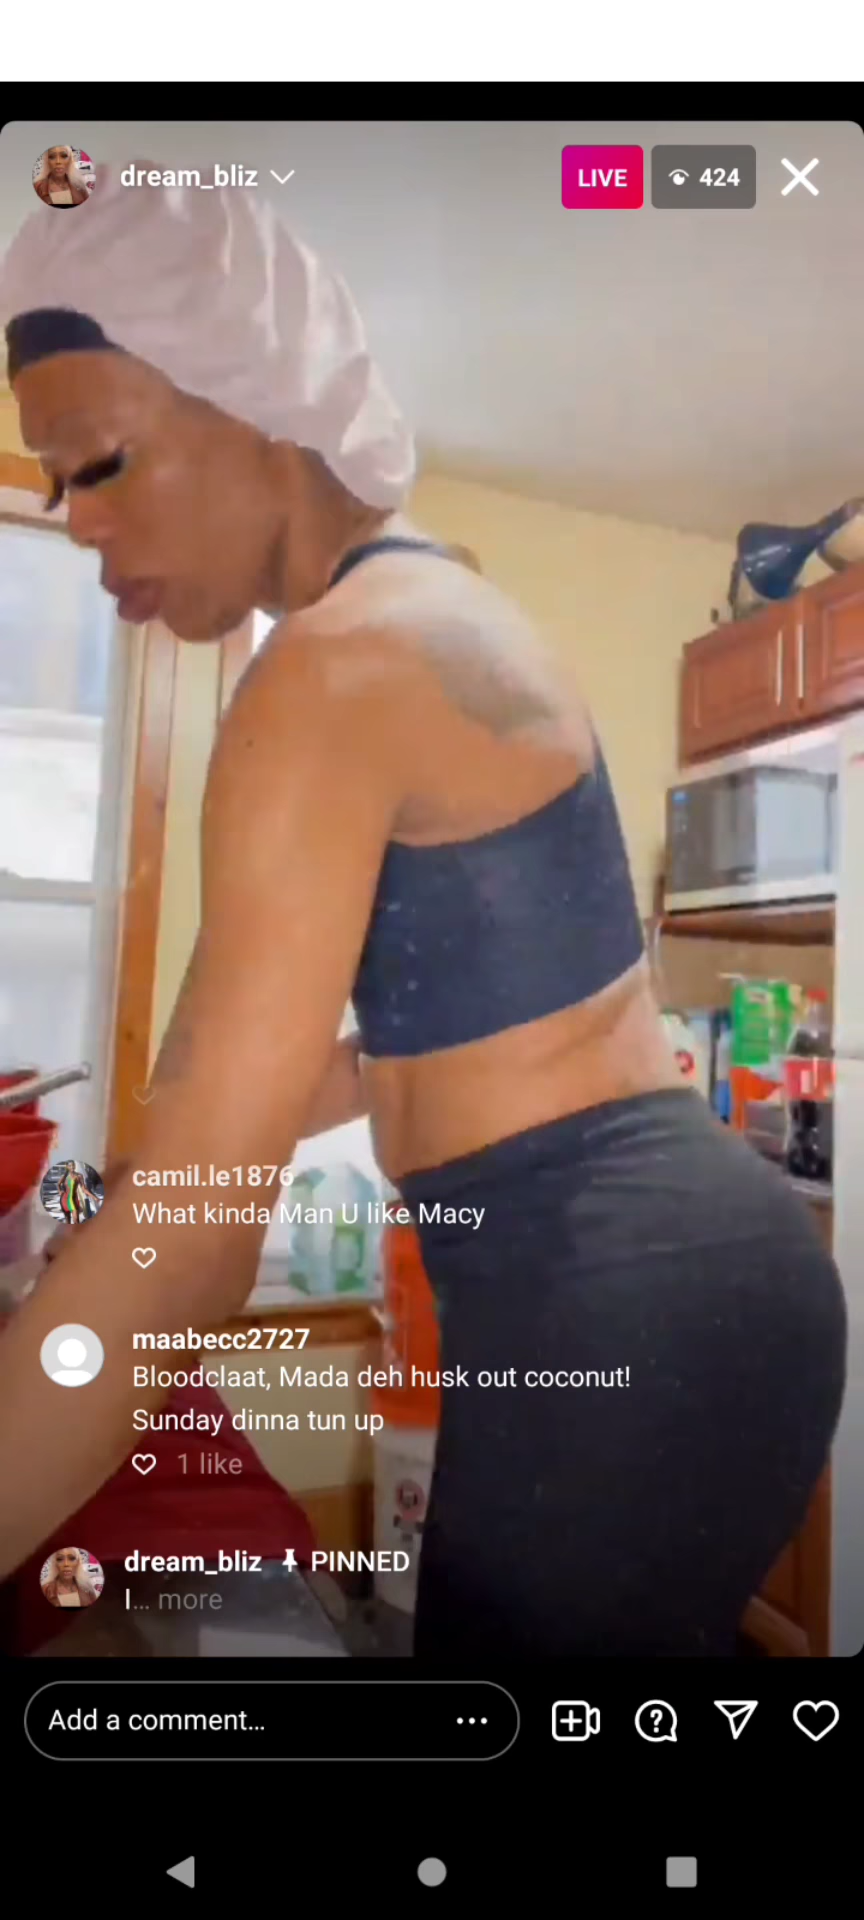 dream_bliz
LIVE
424
camil.le1876
What kinda Man U like Macy
maabecc2727
Bloodclaat, Mada deh husk out coconut!
Sunday dinna tun up
1 like
dream_bliz PINNED
I... more
Add a comment...